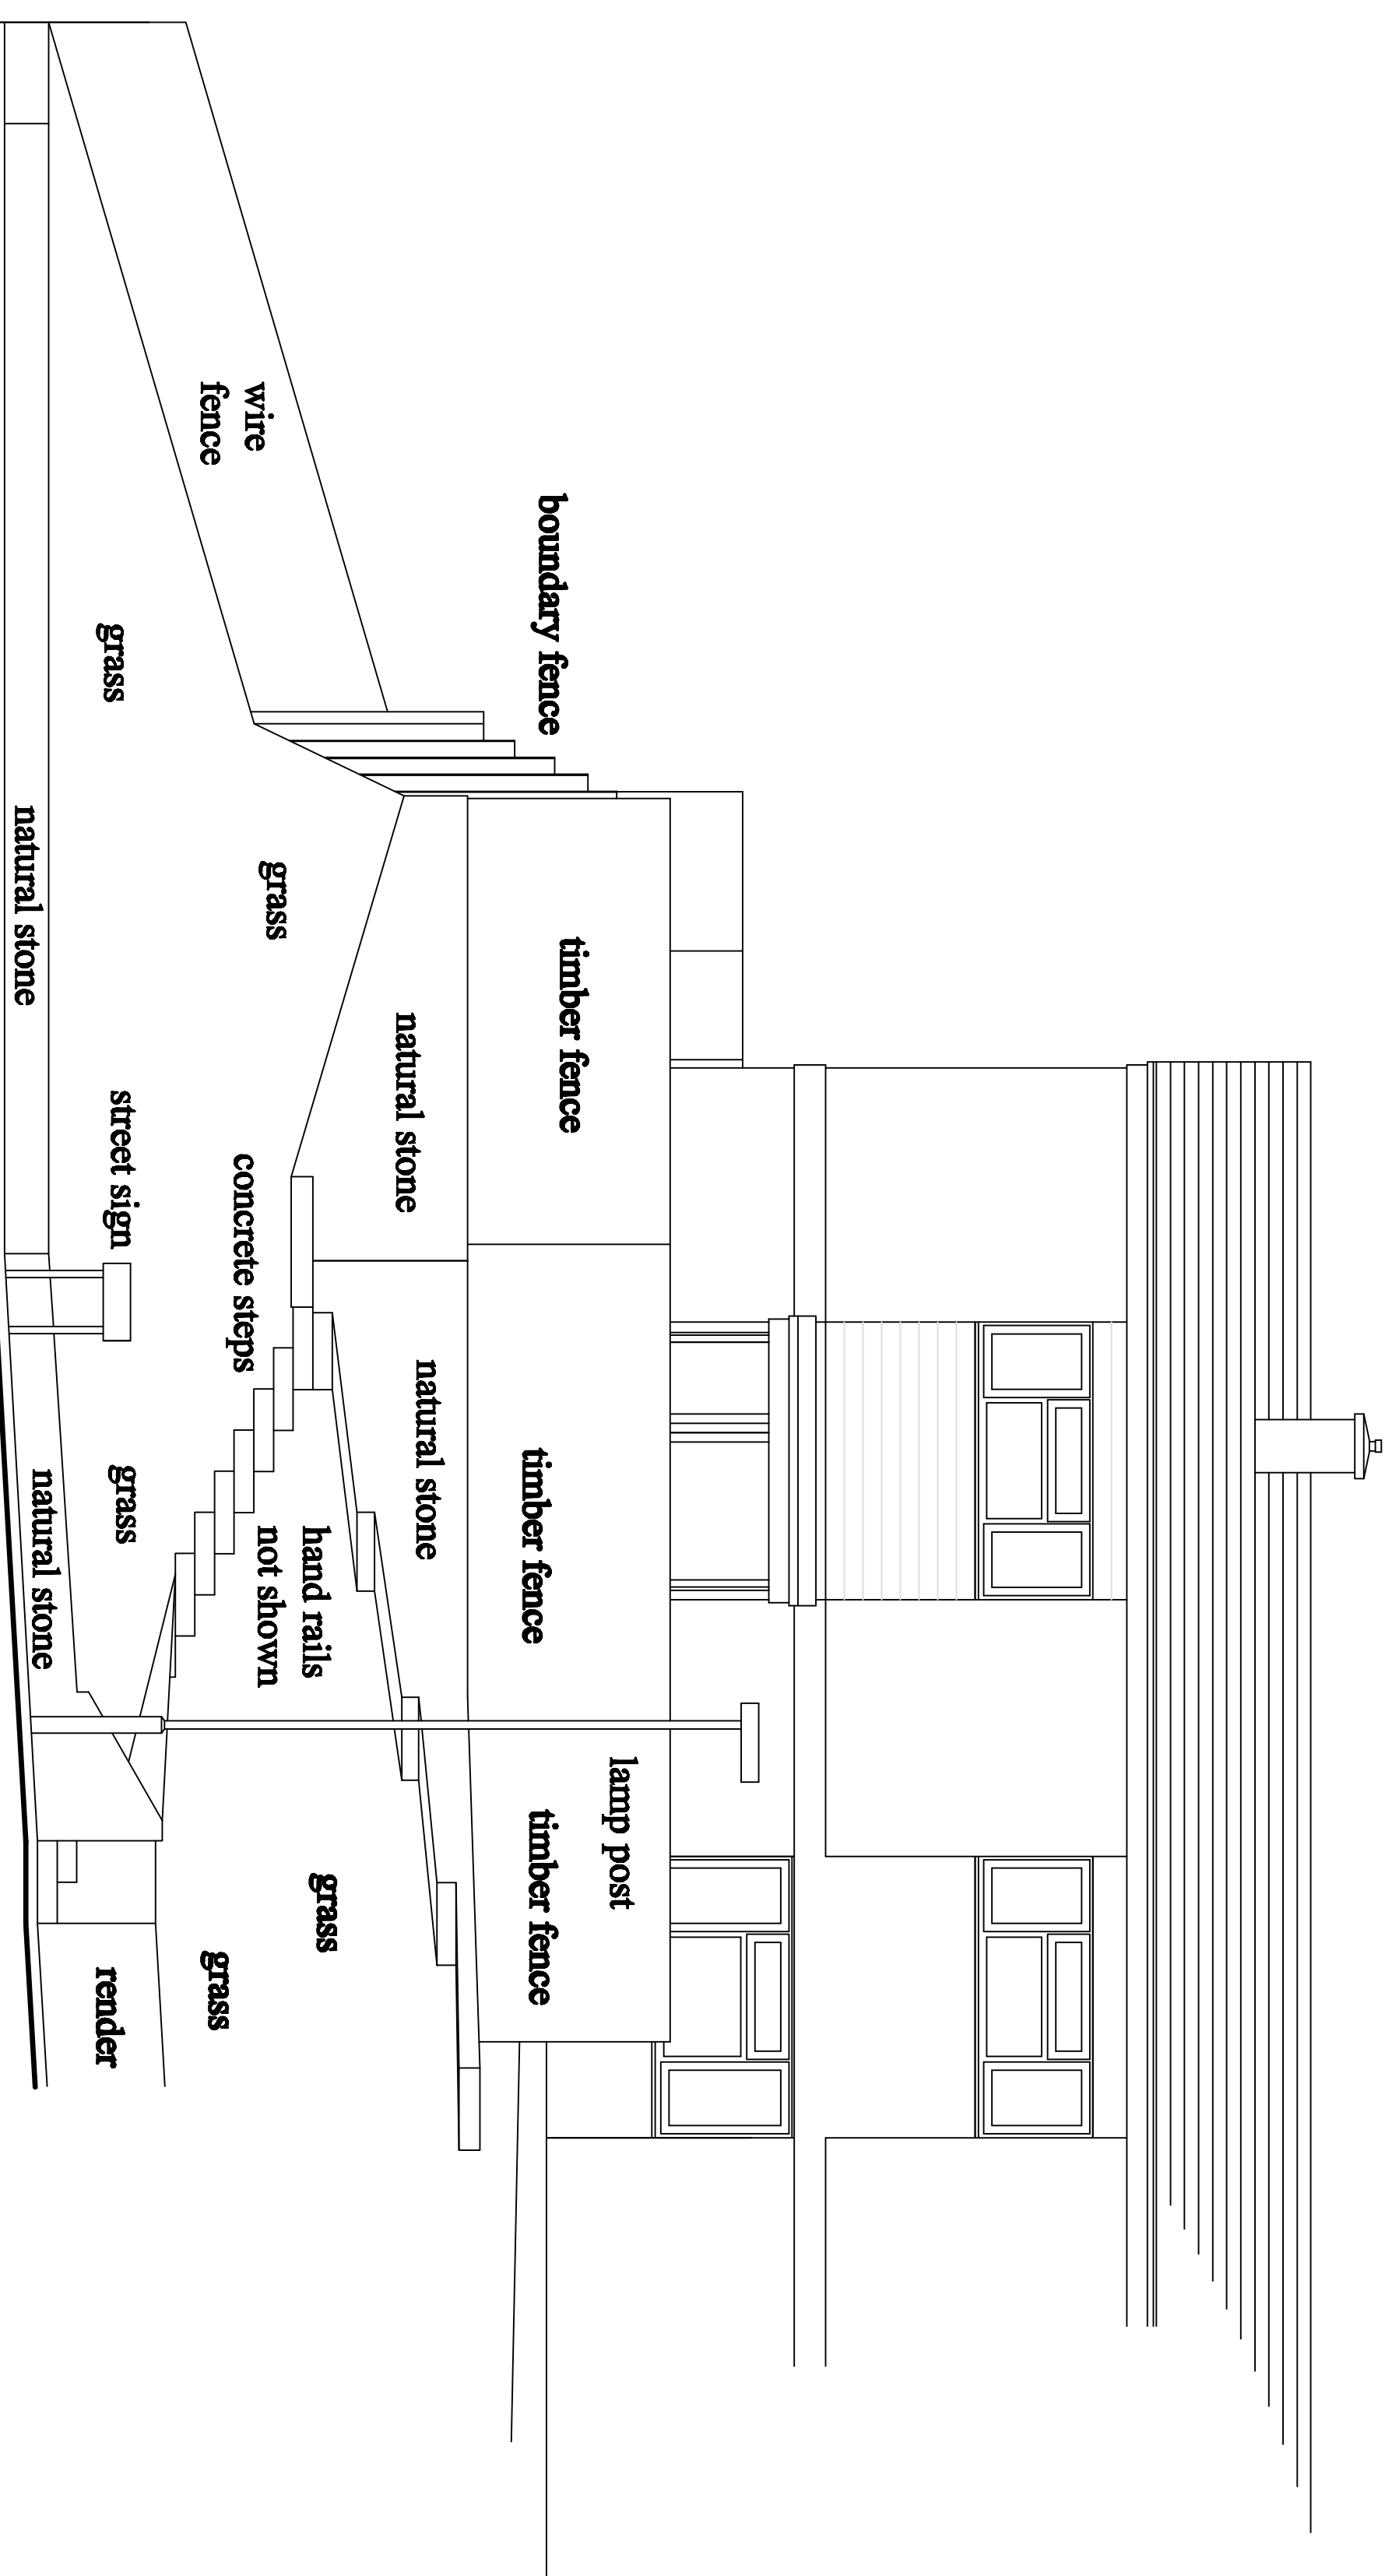 boundary fence
wire
fence
timber fence
lamp post
timber fence
timber fence
natural stone
natural stone
grass
hand rails
not shown
concrete steps
grass
grass
street sign
grass
grass
render
natural stone
natural stone